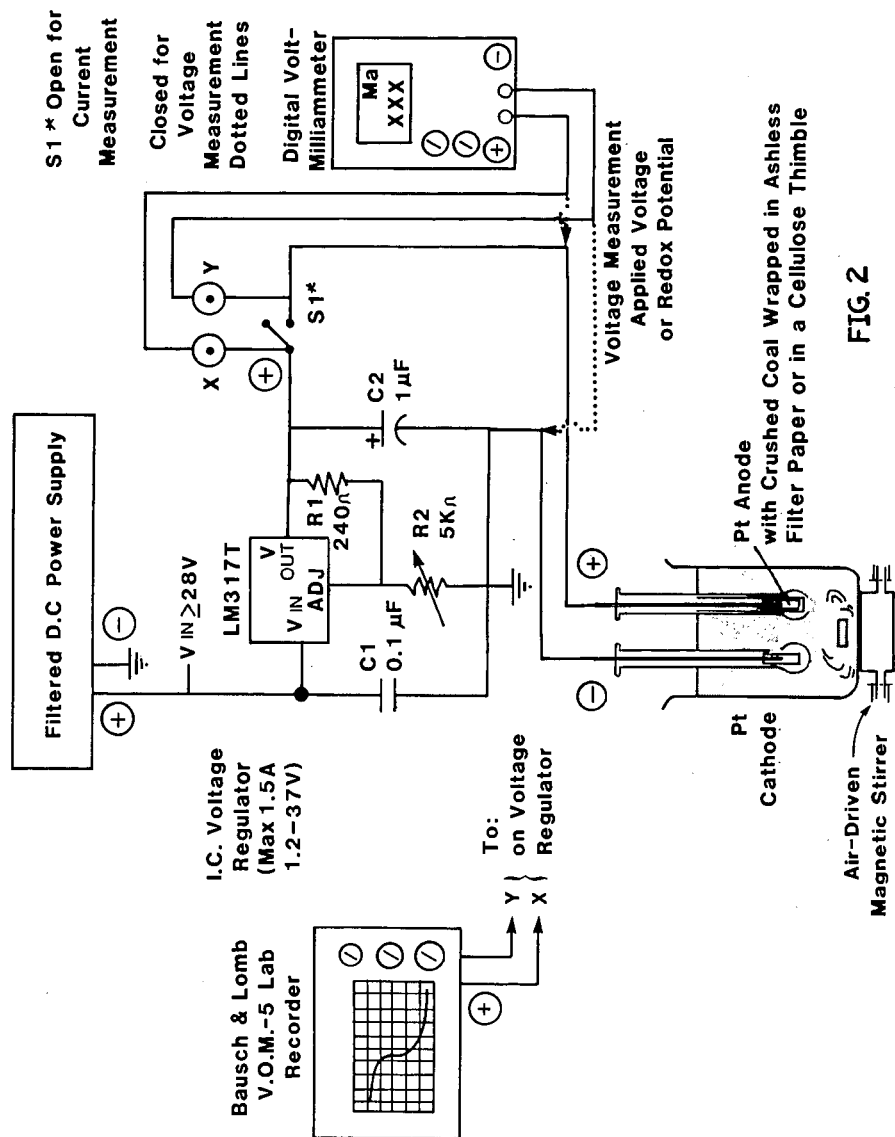 Filtered D.C Power Supply
+
−
V IN ≥28V
I.C. Voltage
Regulator
(Max 1.5A
1.2-37V)
LM317T
V IN
V
OUT
ADJ
C1
0.1 µF
R1
240Ω
R2
5KΩ
C2
+
1µF
X
Y
+
S1*
S1* Open for
Current
Measurement
Closed for
Voltage
Measurement
Dotted Lines
Digital Volt-
Milliammeter
Ma
XXX
+
−
Voltage Measurement
Applied Voltage
or Redox Potential
Bausch & Lomb
V.O.M.-5 Lab
Recorder
+
Y
X
To:
on Voltage
Regulator
−
+
Pt
Cathode
Pt Anode
with Crushed Coal Wrapped in Ashless
Filter Paper or in a Cellulose Thimble
Air-Driven
Magnetic Stirrer
FIG. 2